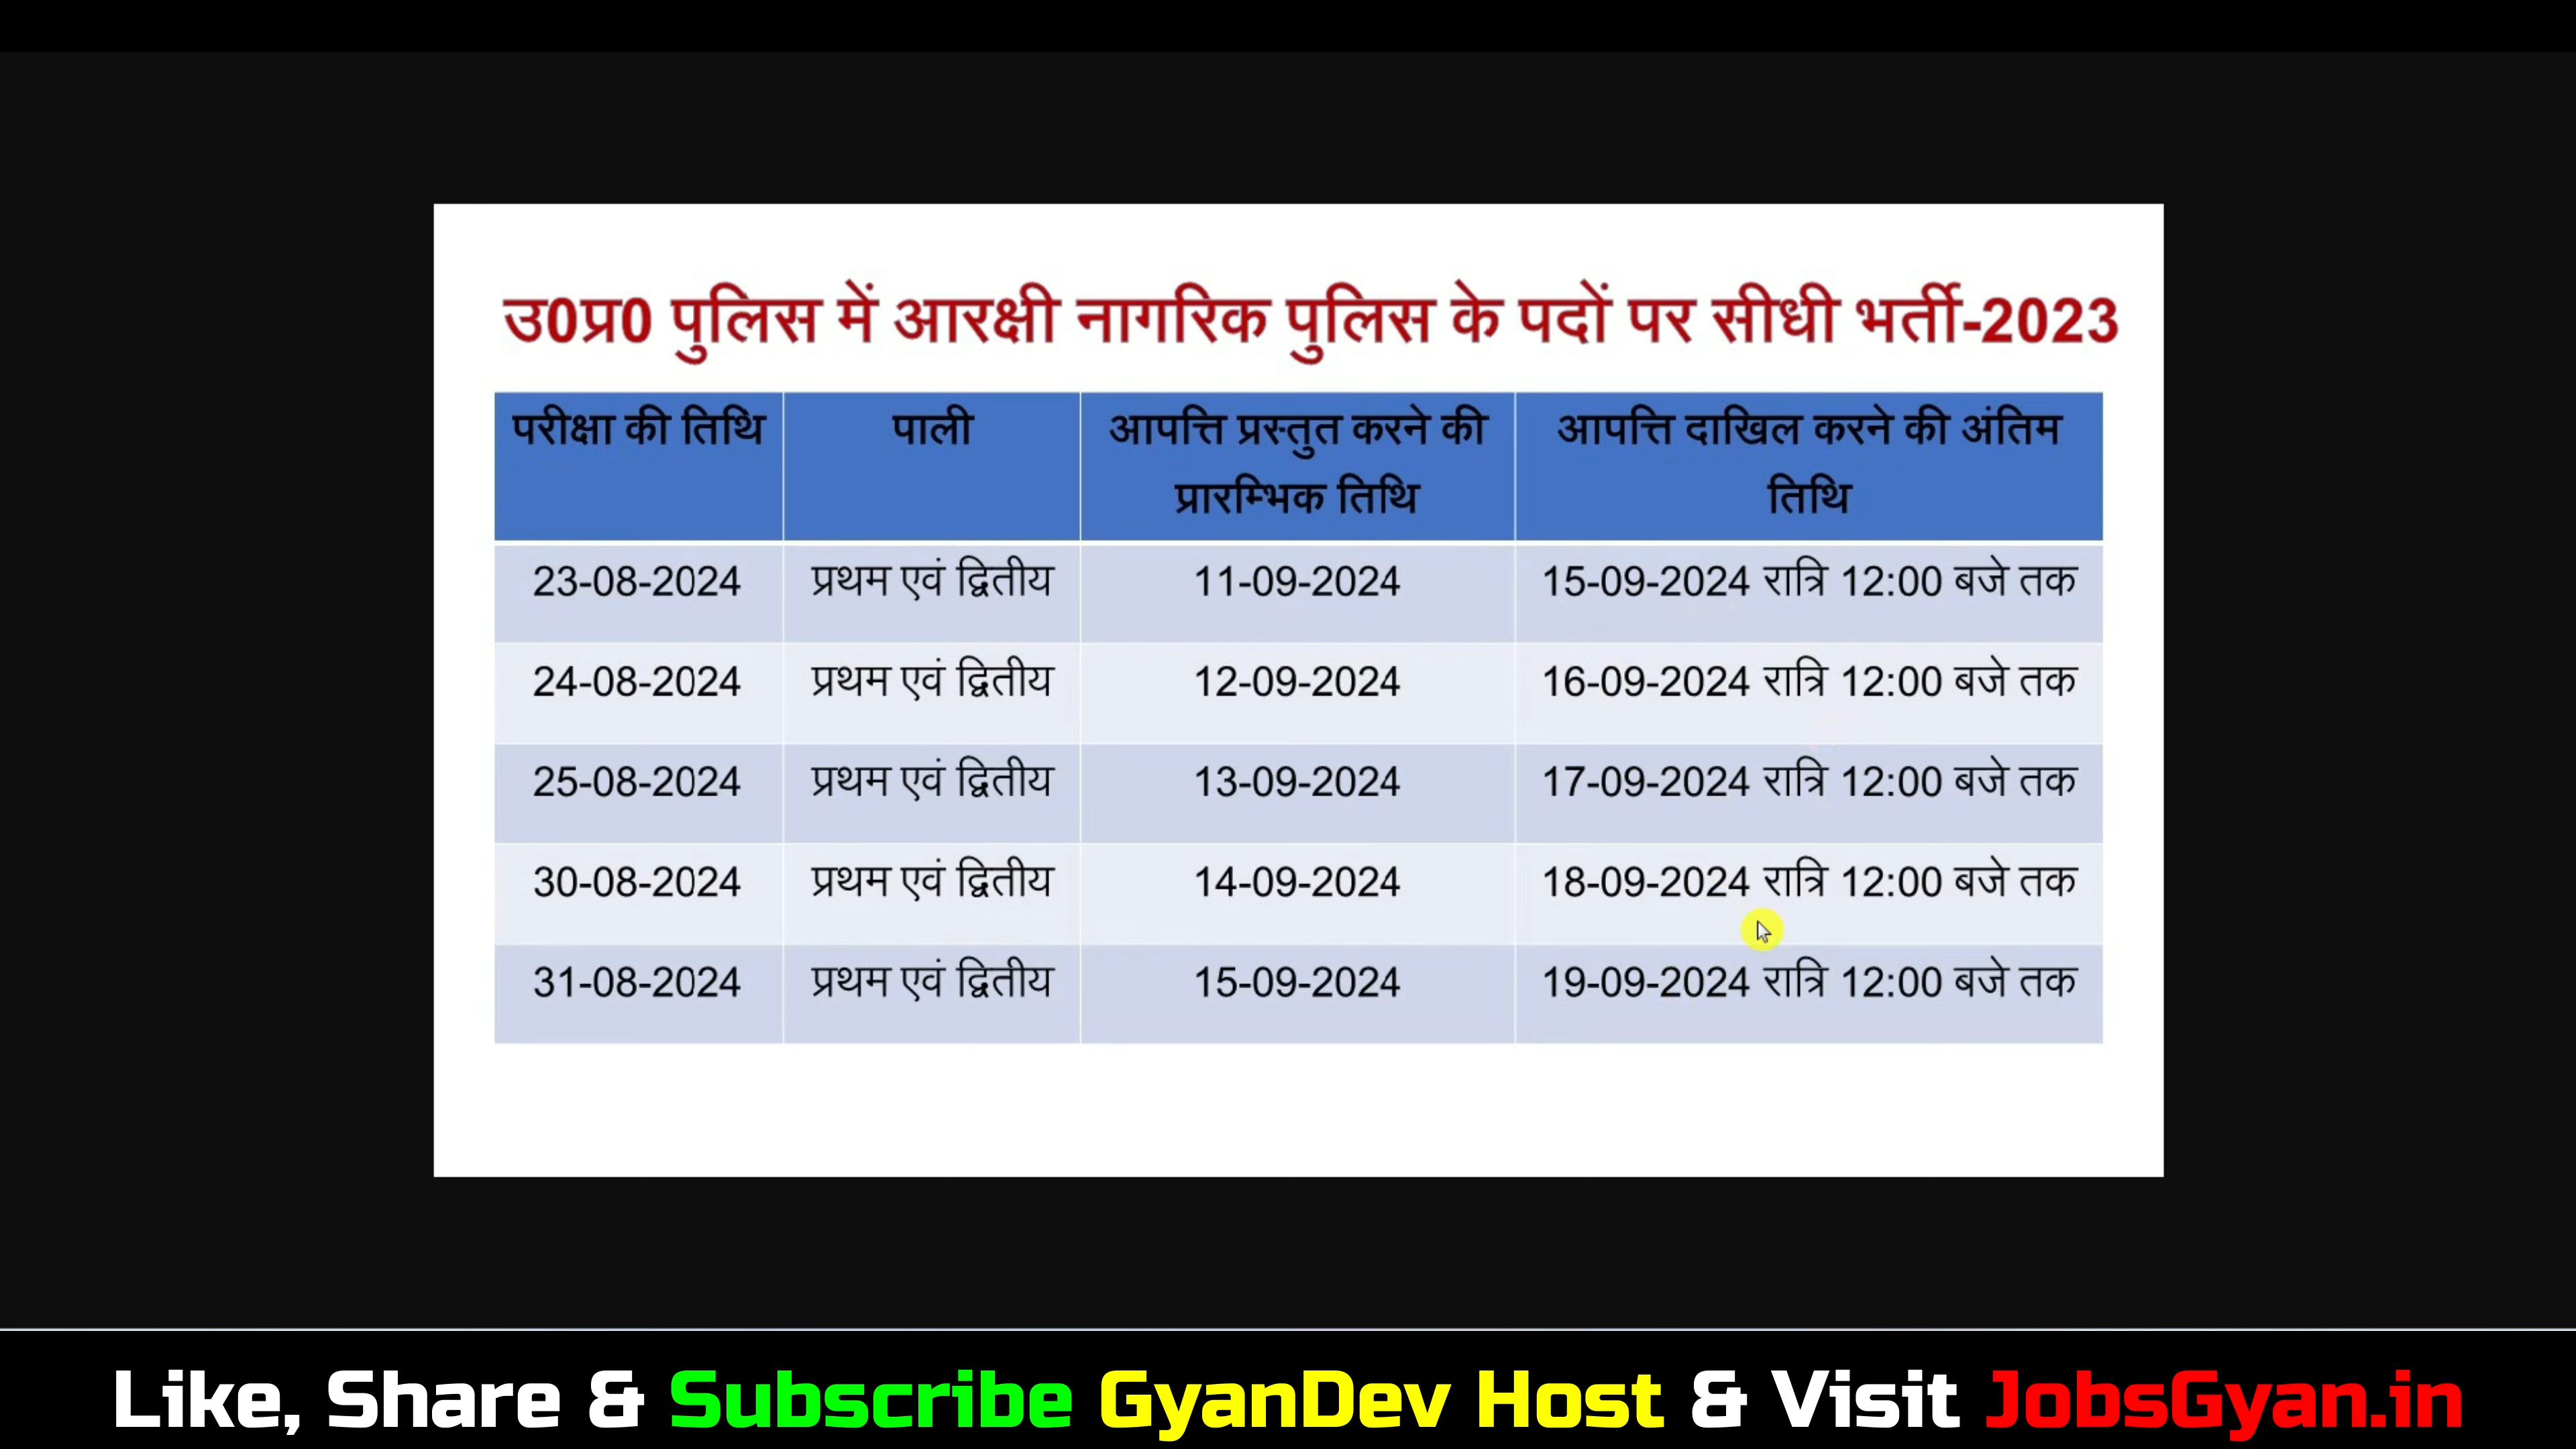 उ0प्र0 पुलिस में आरक्षी नागरिक पुलिस के पदों पर सीधी भर्ती-2023
परीक्षा की तिथि पाली आपत्ति प्रस्तुत करने की प्रारम्भिक तिथि आपत्ति दाखिल करने की अंतिम तिथि
23-08-2024 प्रथम एवं द्वितीय 11-09-2024 15-09-2024 रात्रि 12:00 बजे तक
24-08-2024 प्रथम एवं द्वितीय 12-09-2024 16-09-2024 रात्रि 12:00 बजे तक
25-08-2024 प्रथम एवं द्वितीय 13-09-2024 17-09-2024 रात्रि 12:00 बजे तक
30-08-2024 प्रथम एवं द्वितीय 14-09-2024 18-09-2024 रात्रि 12:00 बजे तक
31-08-2024 प्रथम एवं द्वितीय 15-09-2024 19-09-2024 रात्रि 12:00 बजे तक
Like, Share & Subscribe GyanDev Host & Visit JobsGyan.in